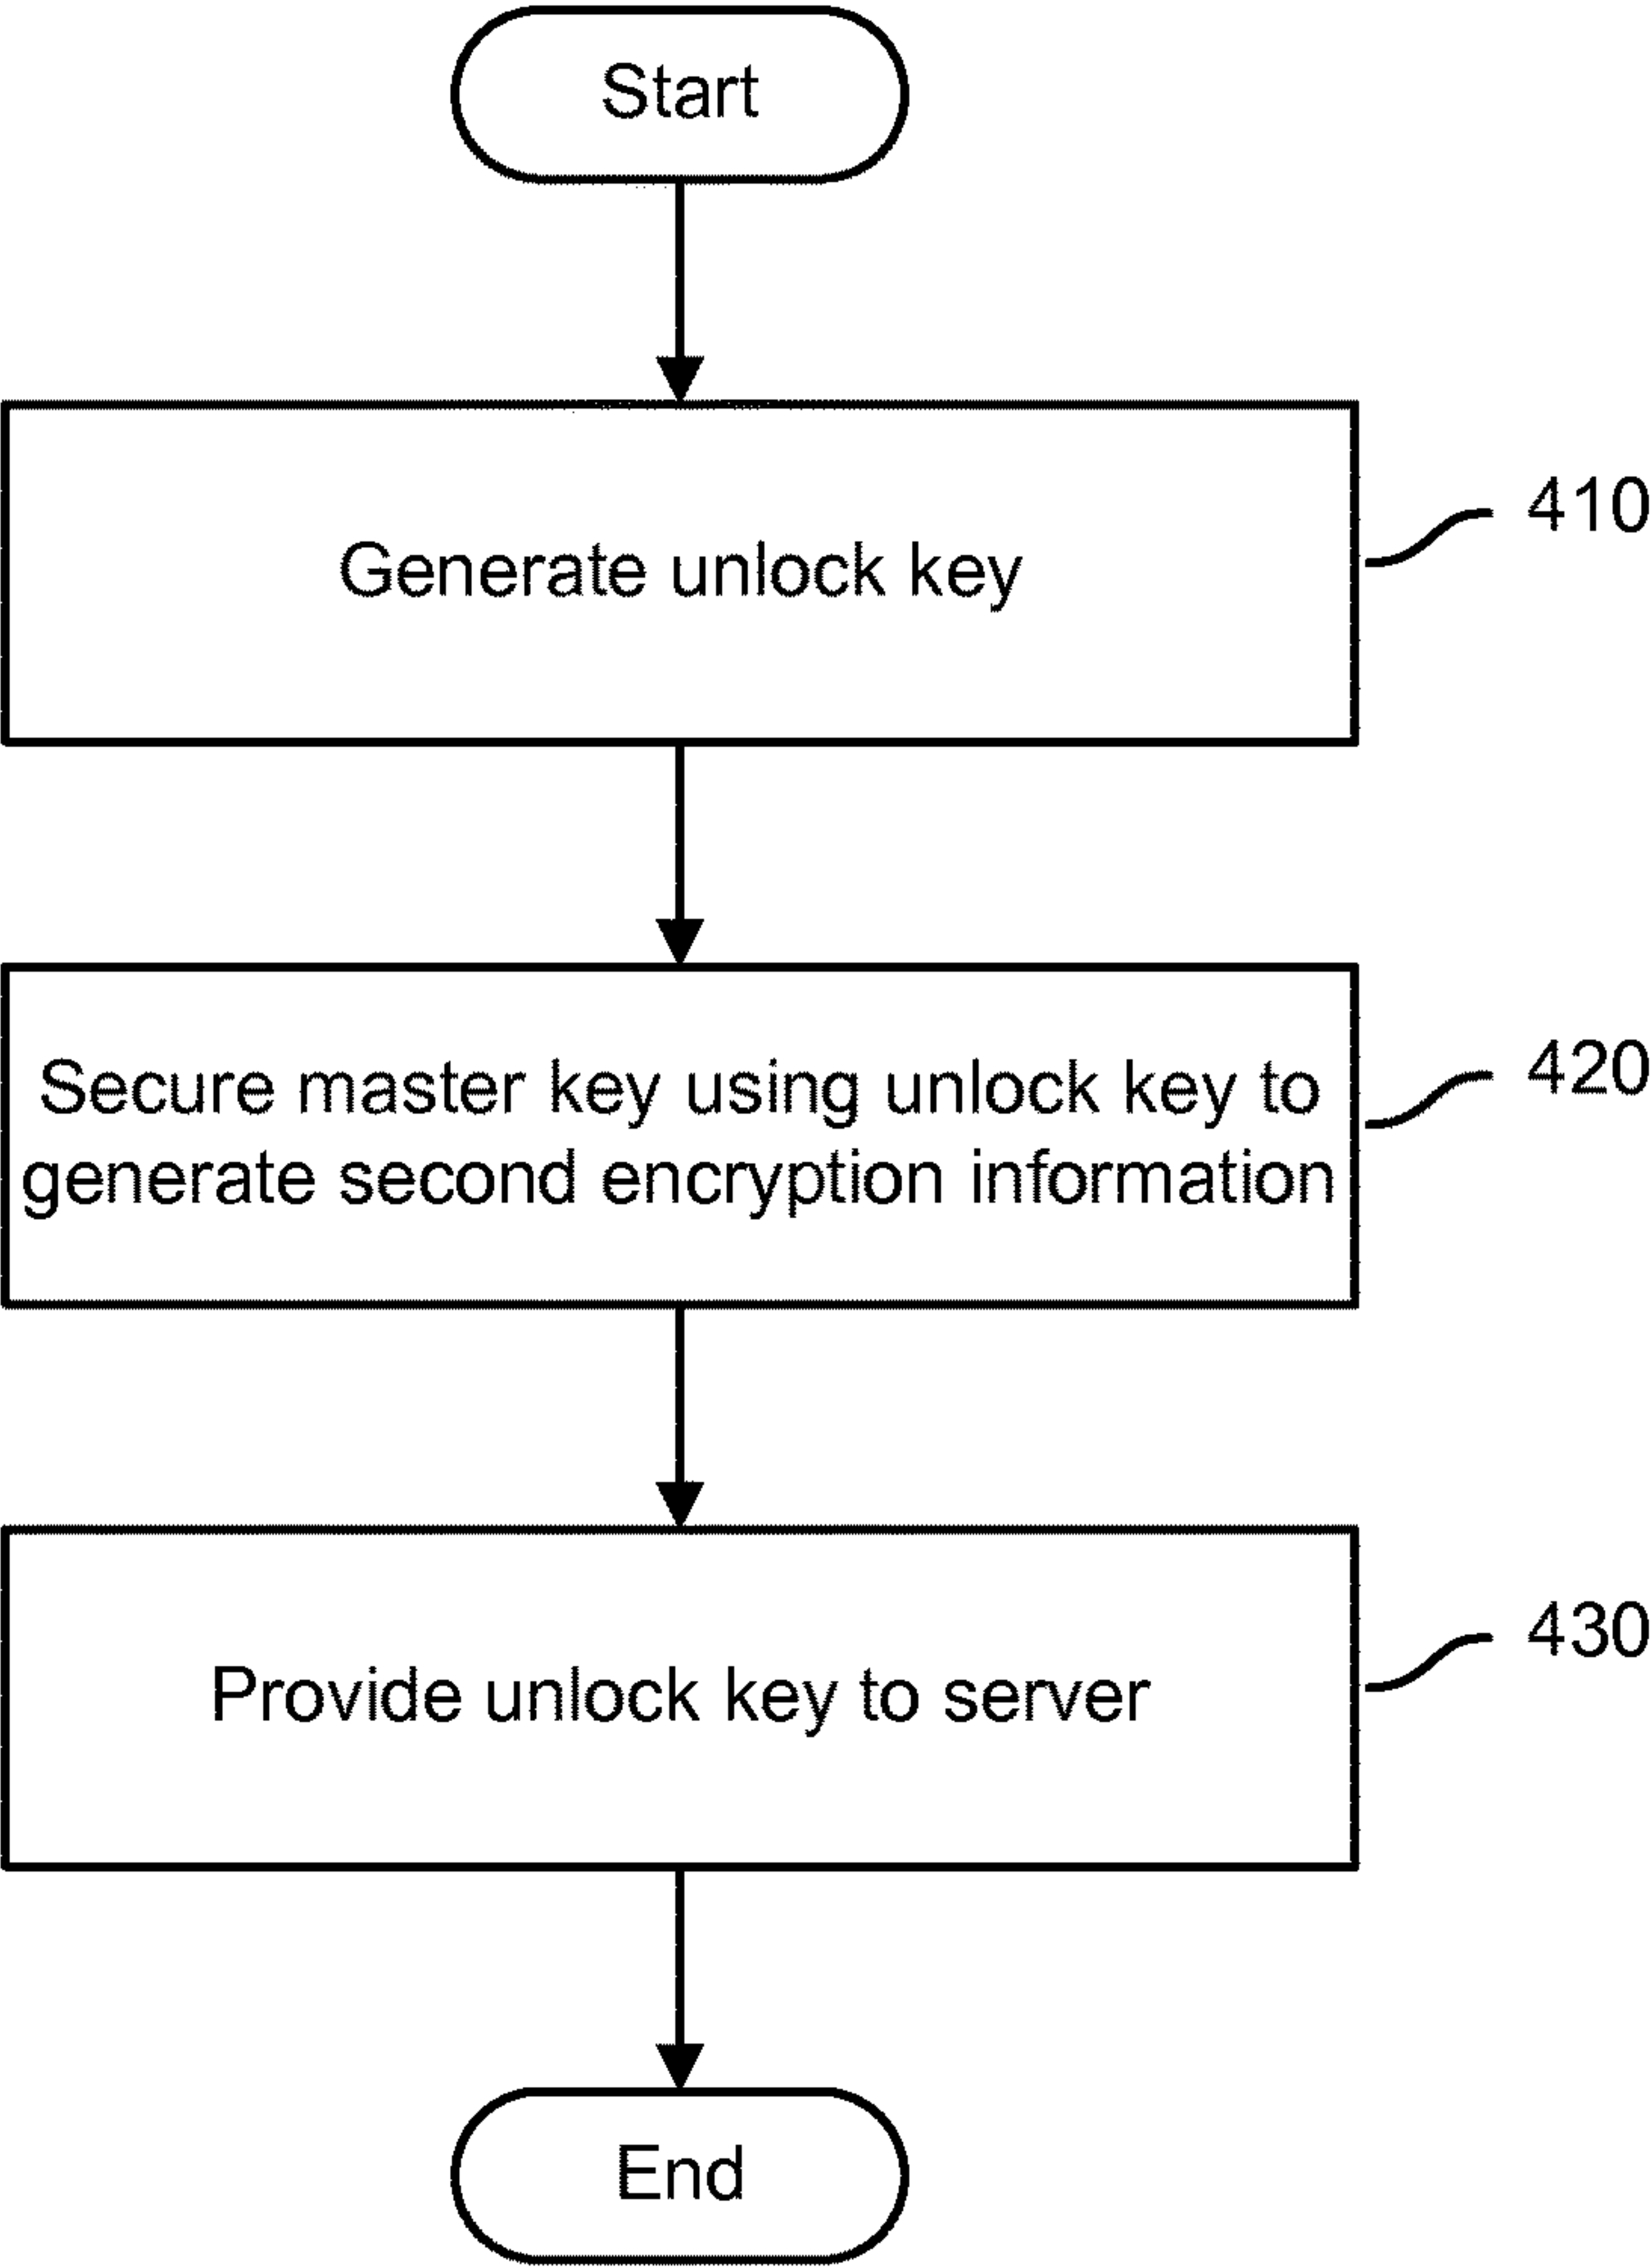 Start
Generate unlock key
410
Secure master key using unlock key to
generate second encryption information
420
Provide unlock key to server
430
End